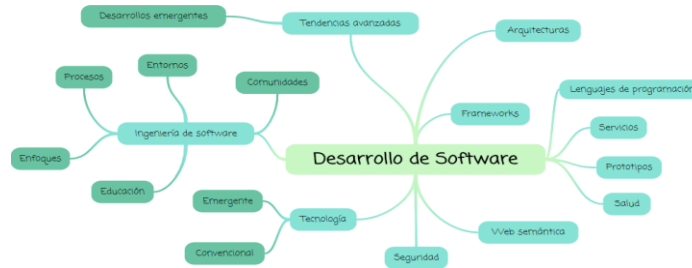 Desarrollos emergentes
Tendencias avanzadas
Arquitecturas
Entornos
Procesos
Comunidades
Lenguajes de programación
Frameworks
Ingeniería de software
Servicios
Desarrollo de Software
Enfoques
Prototipos
Educación
Emergente
Salud
Tecnología
Web semántica
Convencional
Seguridad